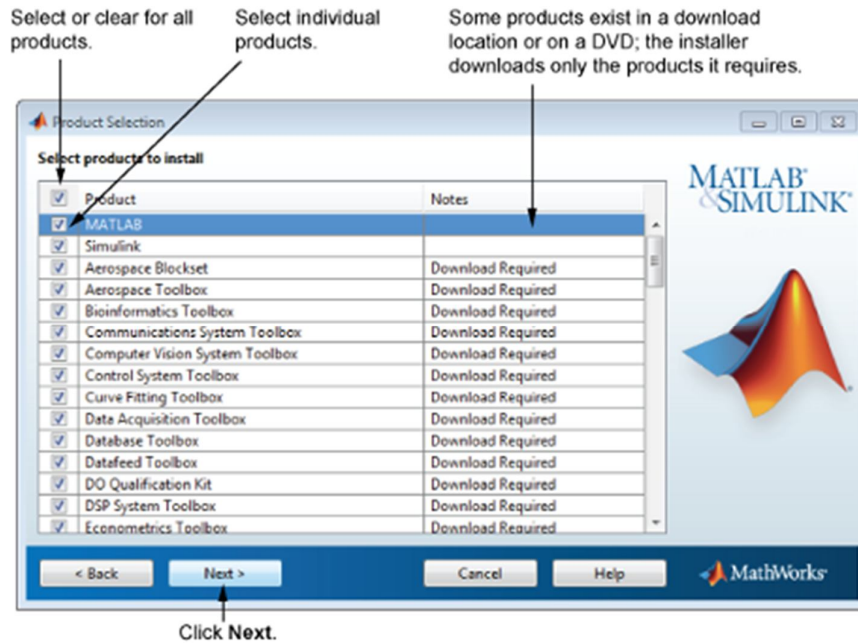 Select or clear for all
products.
Select individual
products.
Some products exist in a download
location or on a DVD; the installer
downloads only the products it requires.
Product Selection
Select products to install
Product Notes
MATLAB
Simulink
Aerospace Blockset Download Required
Aerospace Toolbox Download Required
Bioinformatics Toolbox Download Required
Communications System Toolbox Download Required
Computer Vision System Toolbox Download Required
Control System Toolbox Download Required
Curve Fitting Toolbox Download Required
Data Acquisition Toolbox Download Required
Database Toolbox Download Required
Datafeed Toolbox Download Required
DO Qualification Kit Download Required
DSP System Toolbox Download Required
Econometrics Toolbox Download Required
MATLAB®
&SIMULINK®
< Back Next > Cancel Help MathWorks®
Click Next.